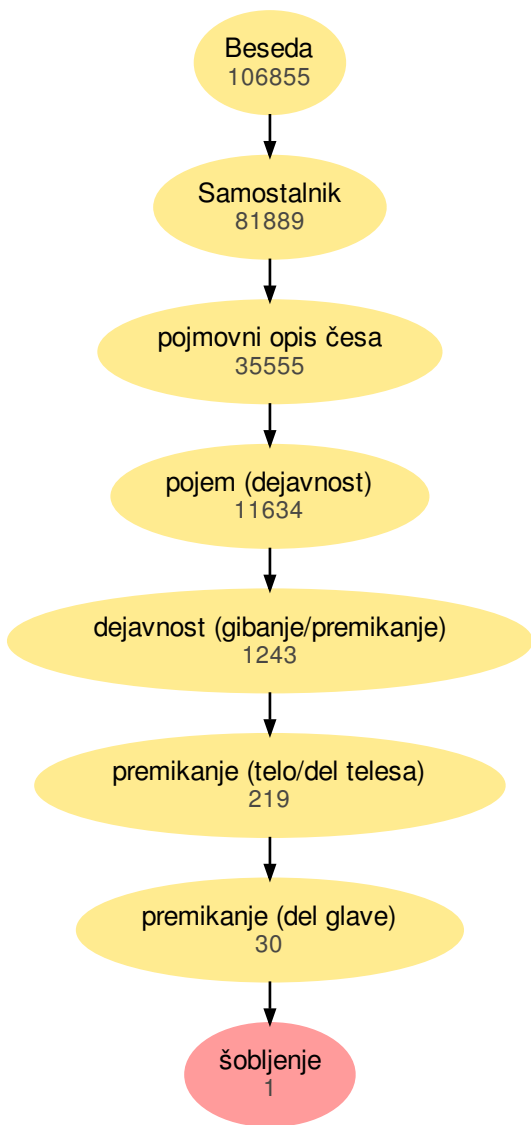 Beseda
106855
Samostalnik
81889
pojmovni opis česa
35555
pojem (dejavnost)
11634
dejavnost (gibanje/premikanje)
1243
premikanje (telo/del telesa)
219
premikanje (del glave)
30
šobljenje
1